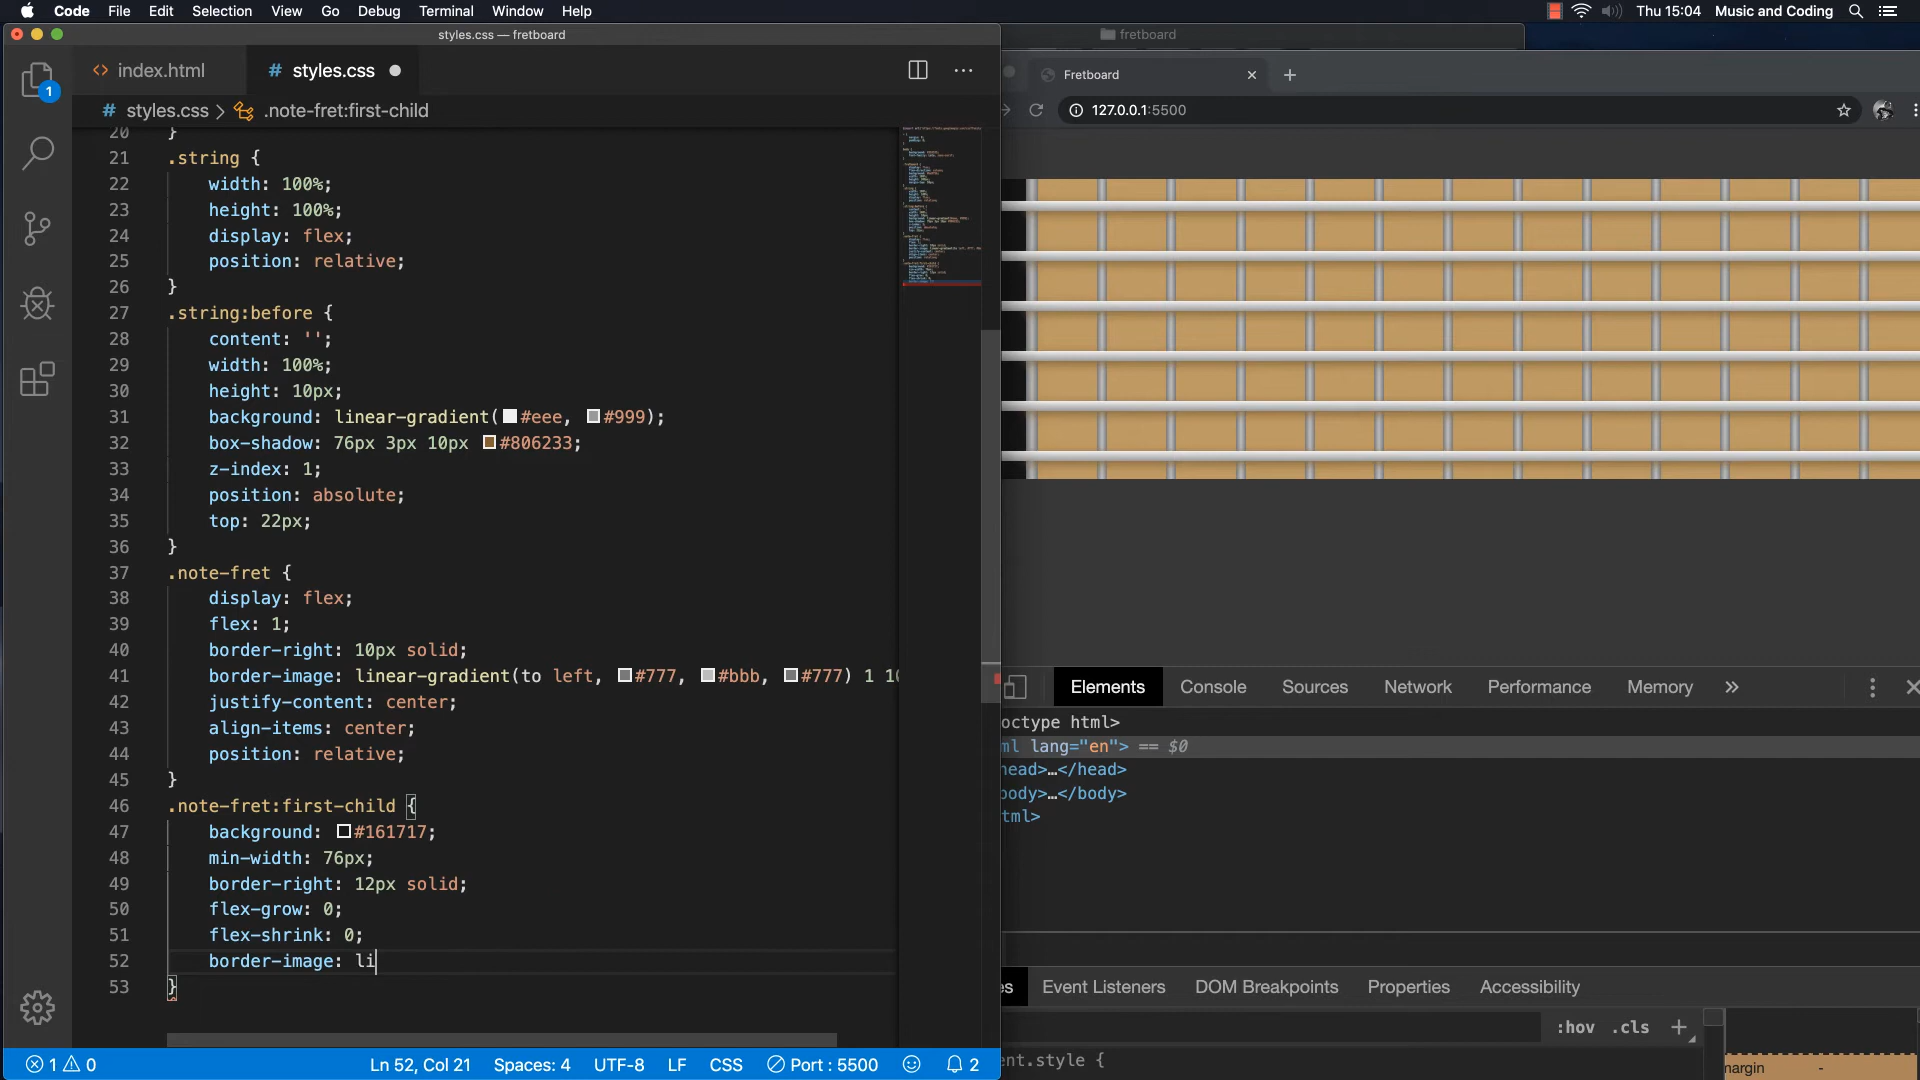 Code File Edit Selection View Go Debug Terminal Window Help
Thu 15:04 Music and Coding
styles.css — fretboard
fretboard
<> index.html
# styles.css
Fretboard
# styles.css > .note-fret:first-child
127.0.0.1:5500
1
20 }
21 .string {
22 width: 100%;
23 height: 100%;
24 display: flex;
25 position: relative;
26 }
27 .string:before {
28 content: '';
29 width: 100%;
30 height: 10px;
31 background: linear-gradient(#eee, #999);
32 box-shadow: 76px 3px 10px #806233;
33 z-index: 1;
34 position: absolute;
35 top: 22px;
36 }
37 .note-fret {
38 display: flex;
39 flex: 1;
40 border-right: 10px solid;
41 border-image: linear-gradient(to left, #777, #bbb, #777) 1 10
42 justify-content: center;
43 align-items: center;
44 position: relative;
45 }
46 .note-fret:first-child {
47 background: #161717;
48 min-width: 76px;
49 border-right: 12px solid;
50 flex-grow: 0;
51 flex-shrink: 0;
52 border-image: li
53 }
Elements Console Sources Network Performance Memory »
octype html>
ml lang="en"> == $0
head>…</head>
body>…</body>
tml>
es Event Listeners DOM Breakpoints Properties Accessibility
:hov .cls +
ent.style {
margin -
1 0 Ln 52, Col 21 Spaces: 4 UTF-8 LF CSS Port : 5500 2